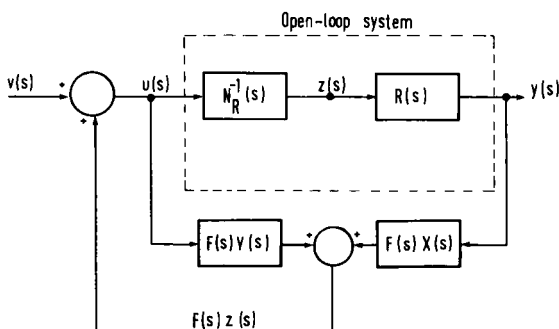 Open-loop system
v(s)
+
+
u(s)
N_R^{-1}(s)
z(s)
R(s)
y(s)
F(s) Y(s)
+
+
F(s) X(s)
F(s) z(s)